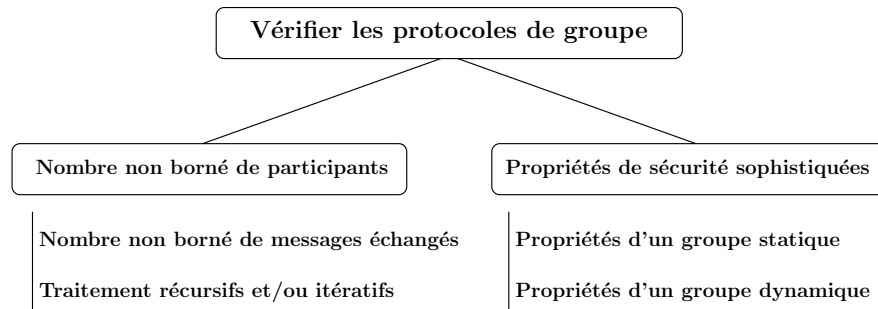 Vérifier les protocoles de groupe
Nombre non borné de participants
Propriétés de sécurité sophistiquées
Nombre non borné de messages échangés
Propriétés d'un groupe statique
Traitement récursifs et/ou itératifs
Propriétés d'un groupe dynamique